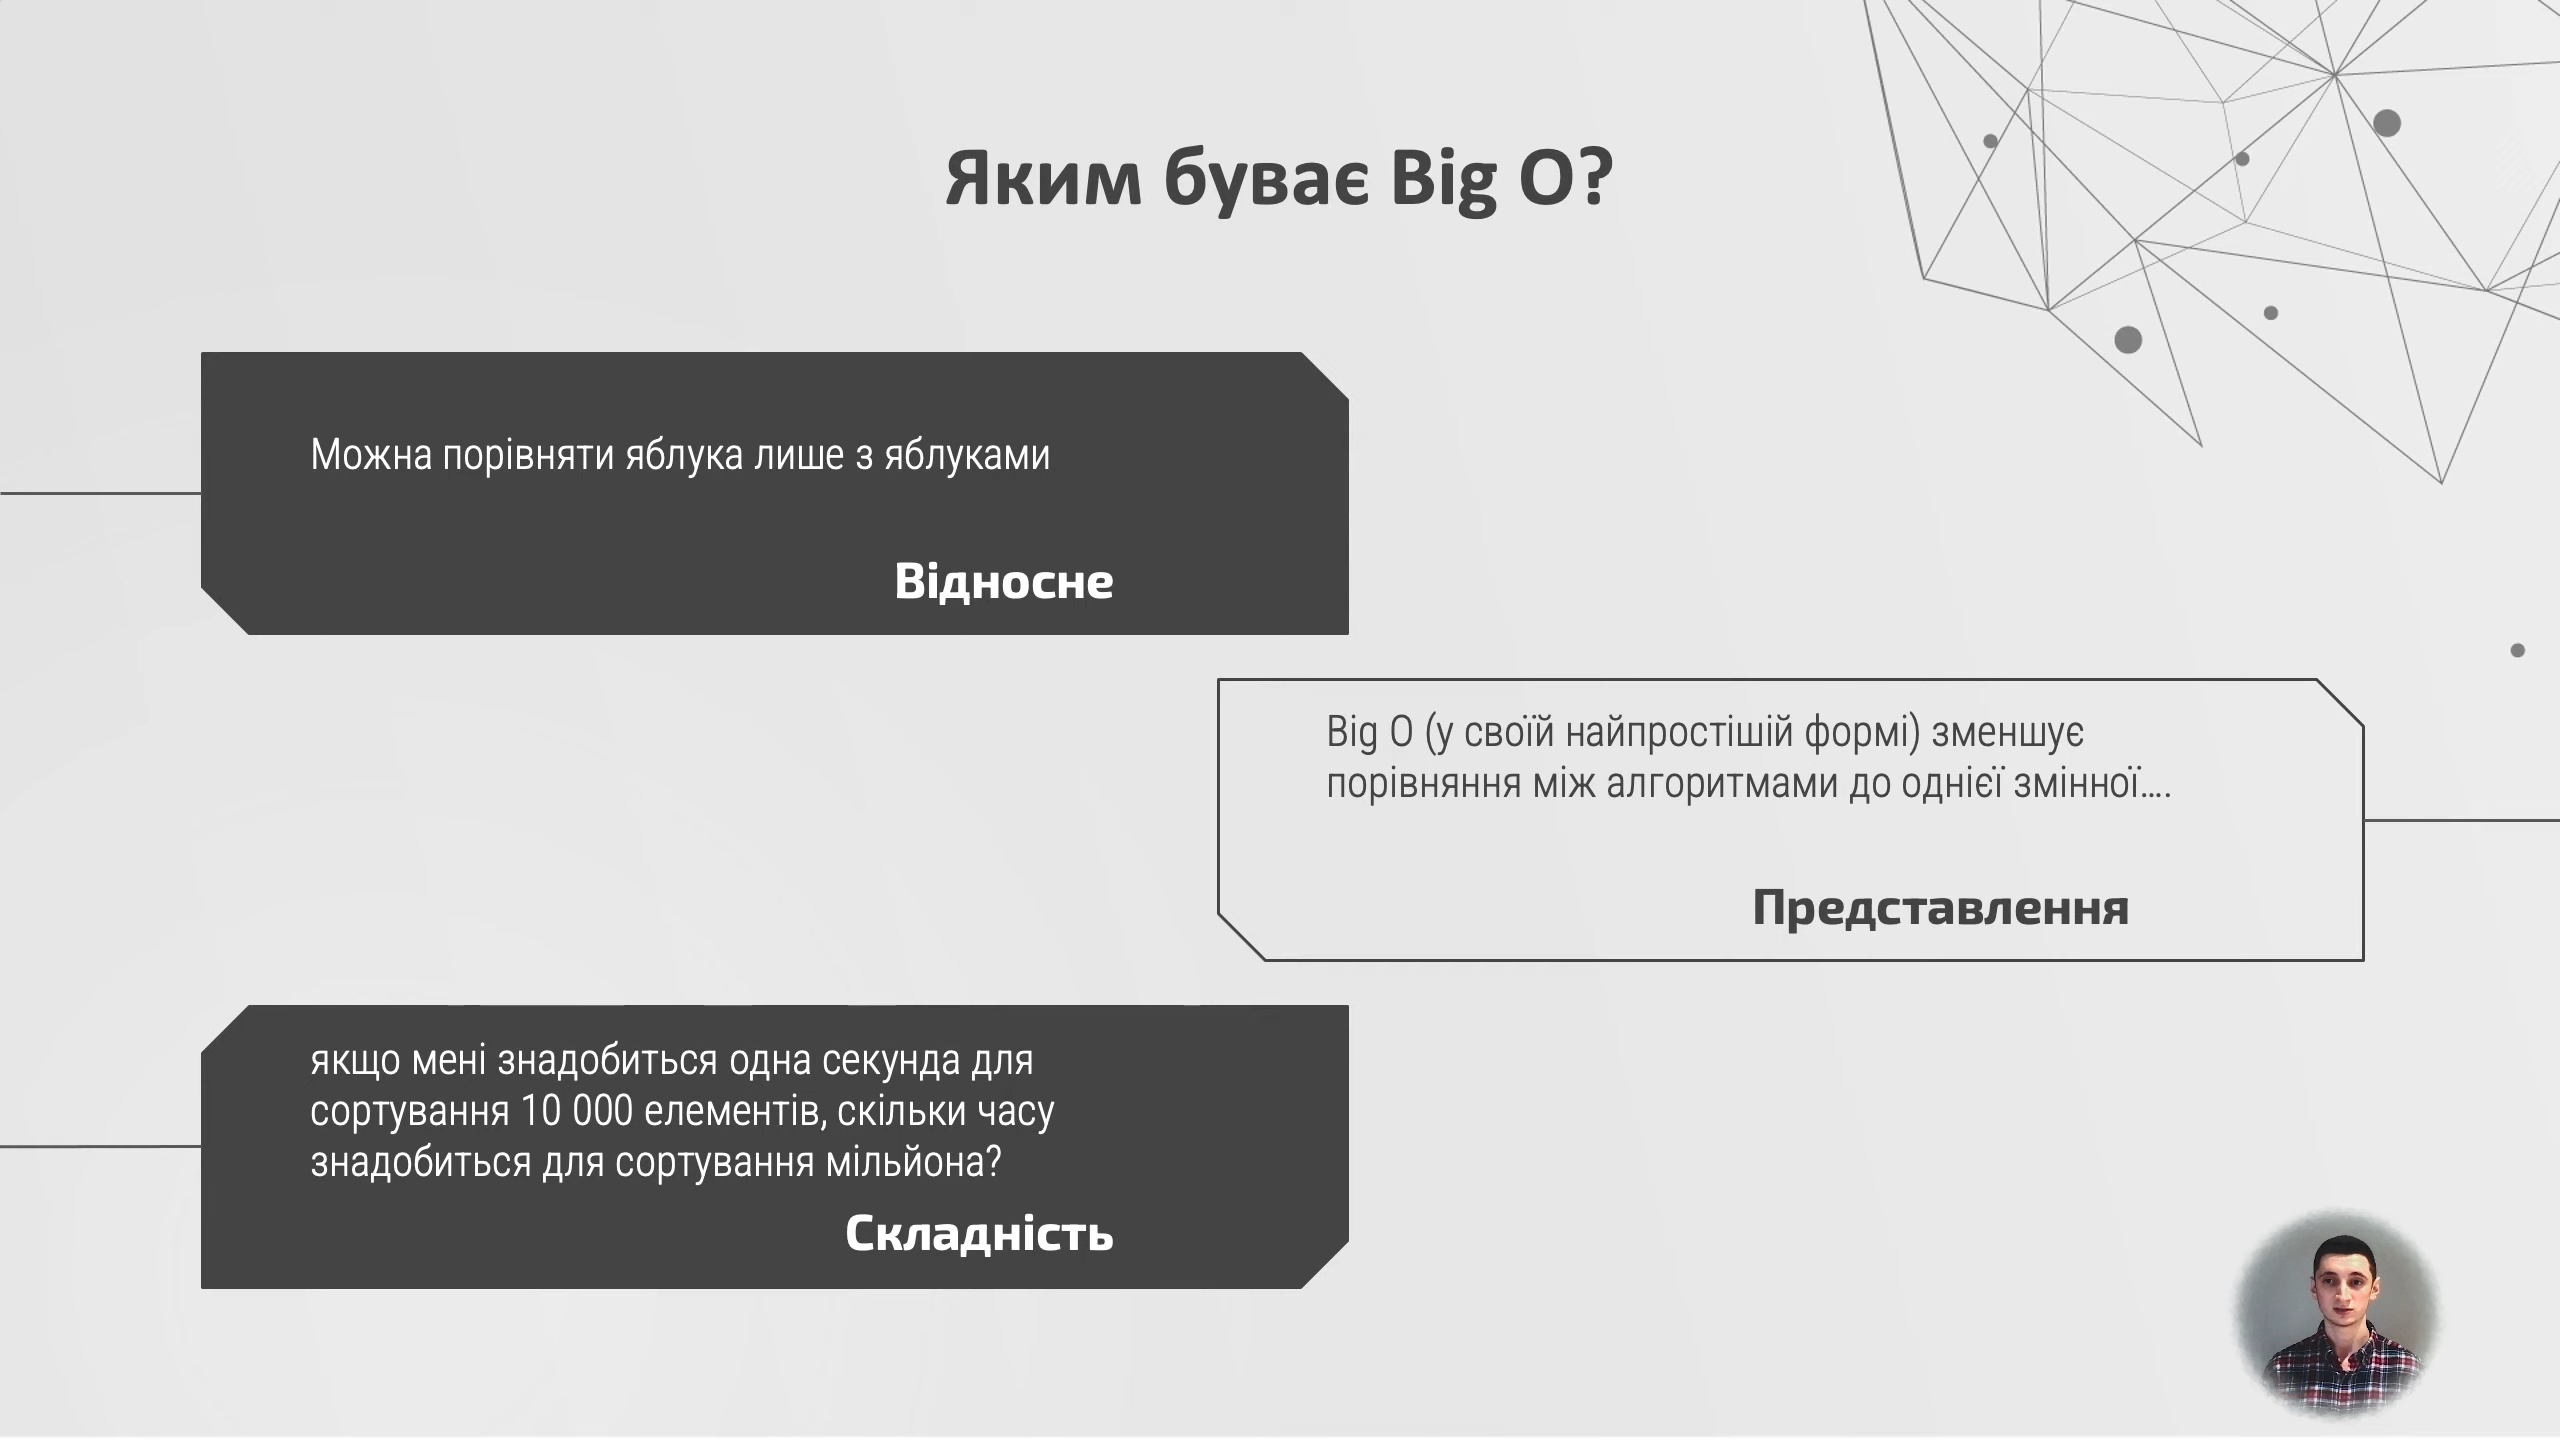 Яким буває Big O?
Можна порівняти яблука лише з яблуками
Відносне
Big O (у своїй найпростішій формі) зменшує
порівняння між алгоритмами до однієї змінної….
Представлення
якщо мені знадобиться одна секунда для
сортування 10 000 елементів, скільки часу
знадобиться для сортування мільйона?
Складність